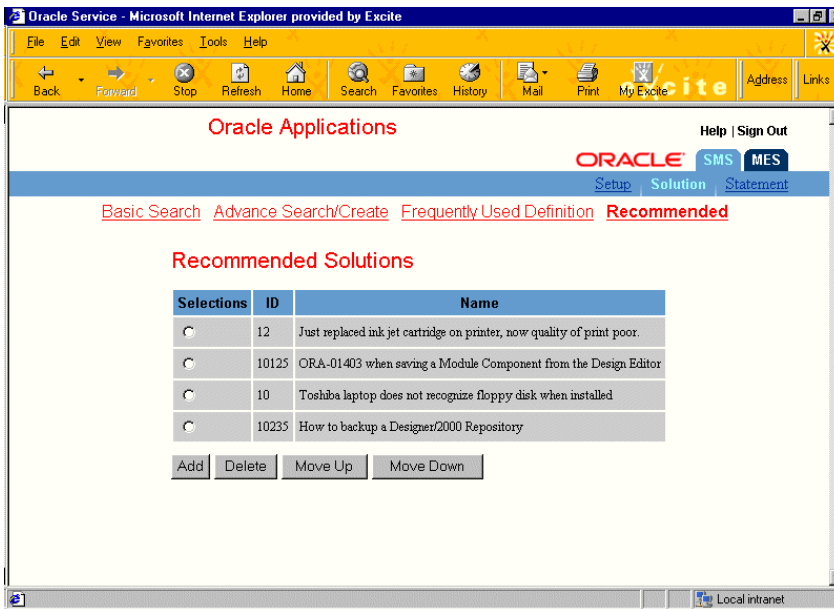 Oracle Service - Microsoft Internet Explorer provided by Excite
File Edit View Favorites Tools Help
Back Forward Stop Refresh Home Search Favorites History Mail Print My Excite excite Address Links
Oracle Applications
Help | Sign Out
ORACLE SMS MES
Setup Solution Statement
Basic Search Advance Search/Create Frequently Used Definition Recommended
Recommended Solutions
Selections ID Name
12 Just replaced ink jet cartridge on printer, now quality of print poor.
10125 ORA-01403 when saving a Module Component from the Design Editor
10 Toshiba laptop does not recognize floppy disk when installed
10235 How to backup a Designer/2000 Repository
Add Delete Move Up Move Down
Local intranet